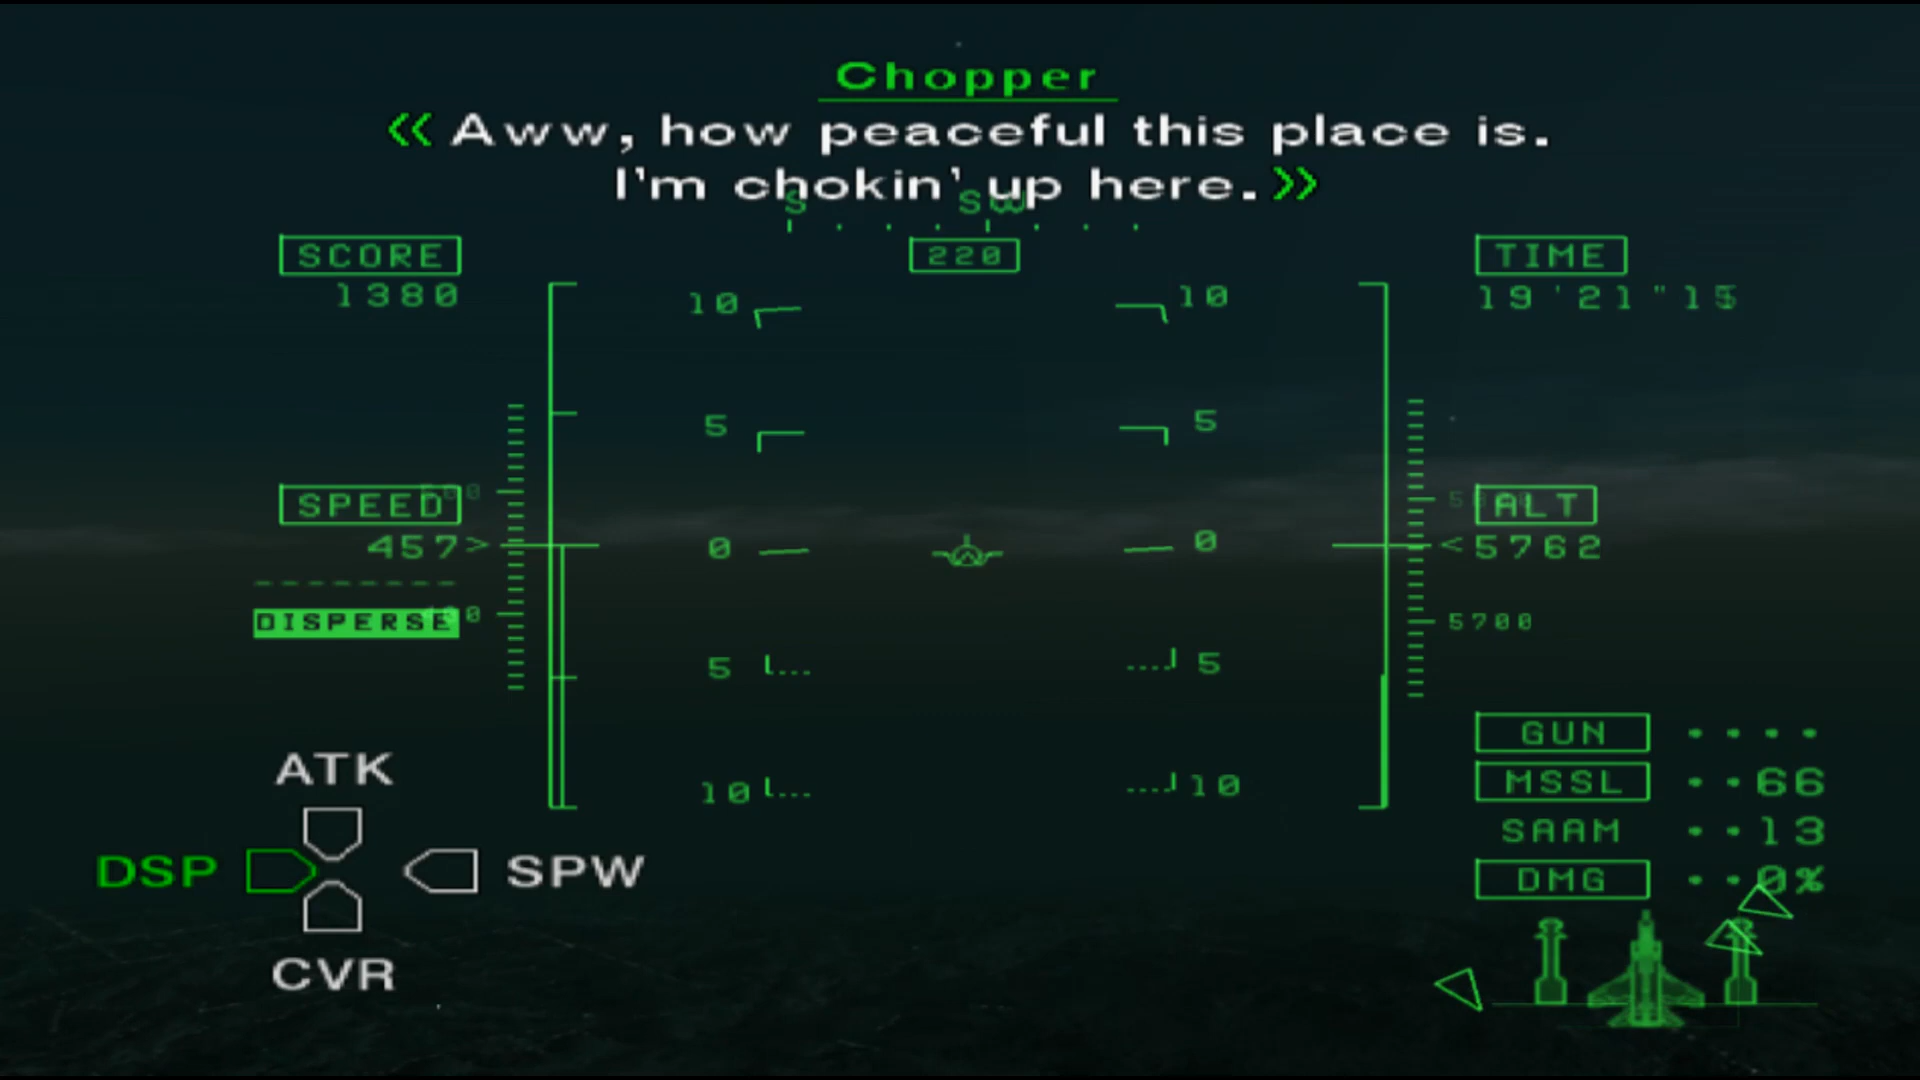 Chopper
<< Aww, how peaceful this place is.
I'm chokin' up here. >>
S SW
220
SCORE
1380
TIME
19'21"15
10 10
5 5
0 0
5 5
10 10
SPEED
457>
DISPERSE
ALT
<5762
5700
ATK
DSP SPW
CVR
GUN
MSSL 66
SAAM 13
DMG 0%